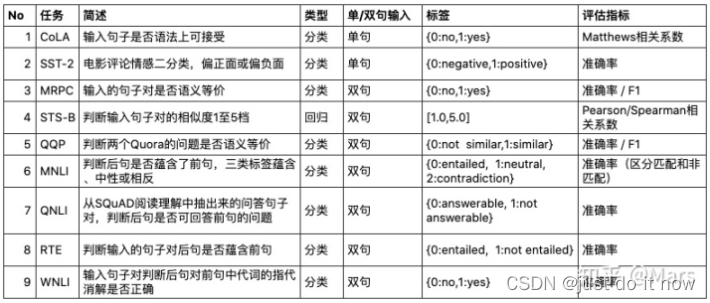 No 任务 简述 类型 单/双句输入 标签 评估指标
1 CoLA 输入句子是否语法上可接受 分类 单句 {0:no,1:yes} Matthews相关系数
2 SST-2 电影评论情感二分类，偏正面或偏负面 分类 单句 {0:negative,1:positive} 准确率
3 MRPC 输入的句子对是否语义等价 分类 双句 {0:no,1:yes} 准确率 / F1
4 STS-B 判断输入句子对的相似度1至5档 回归 双句 [1.0,5.0] Pearson/Spearman相
关系数
5 QQP 判断两个Quora的问题是否语义等价 分类 双句 {0:not similar,1:similar} 准确率 / F1
6 MNLI 判断后句是否蕴含了前句，三类标签蕴含
、中性或相反 分类 双句 {0:entailed, 1:neutral,
2:contradiction} 准确率（区分匹配和非
匹配）
7 QNLI 从SQuAD阅读理解中抽出来的问答句子
对，判断后句是否可回答前句的问题 分类 双句 {0:answerable, 1:not
answerable} 准确率
8 RTE 判断输入的句子对后句是否蕴含前句 分类 双句 {0:entailed, 1:not entailed} 准确率
9 WNLI 输入句子对判断后句对前句中代词的指代
消解是否正确 分类 双句 {0:no,1:yes} 准确率
知乎 @Mars
CSDN @just do it now